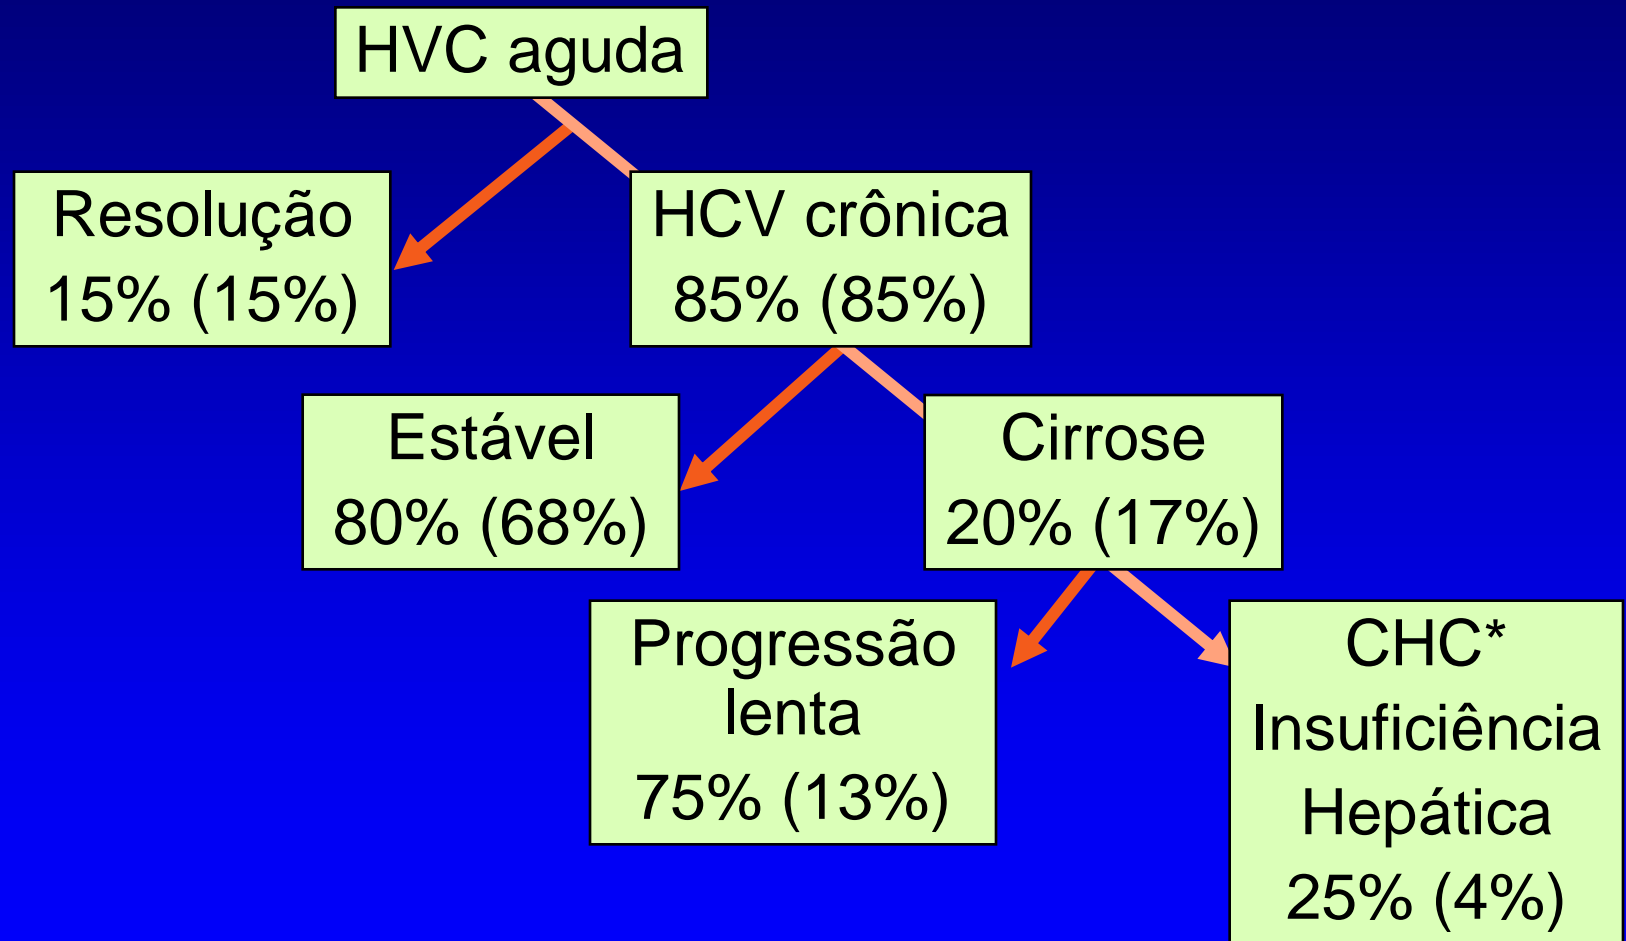 HVC aguda
Resolução
15% (15%)
HCV crônica
85% (85%)
Estável
80% (68%)
Cirrose
20% (17%)
Progressão
lenta
75% (13%)
CHC*
Insuficiência
Hepática
25% (4%)